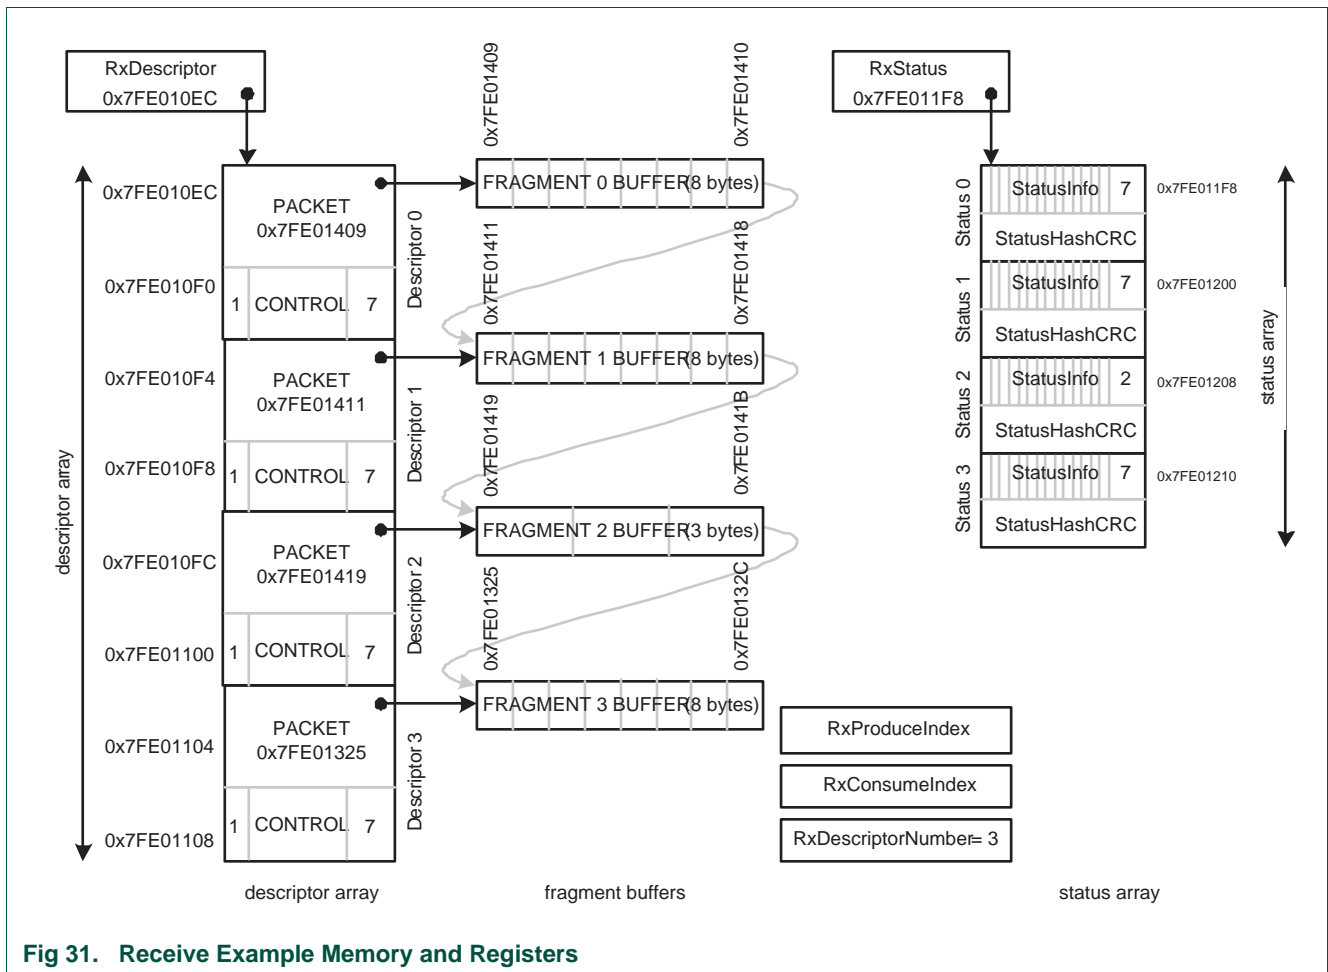 RxDescriptor
0x7FE010EC
0x7FE01409
0x7FE01410
RxStatus
0x7FE011F8
0x7FE010EC
PACKET
0x7FE01409
Descriptor 0
FRAGMENT 0 BUFFER(8 bytes)
0x7FE010F0
1 CONTROL 7
0x7FE01411
0x7FE01418
0x7FE010F4
PACKET
0x7FE01411
Descriptor 1
FRAGMENT 1 BUFFER(8 bytes)
0x7FE010F8
1 CONTROL 7
0x7FE01419
0x7FE0141B
0x7FE010FC
PACKET
0x7FE01419
Descriptor 2
FRAGMENT 2 BUFFER(3 bytes)
0x7FE01100
1 CONTROL 7
0x7FE01325
0x7FE0132C
0x7FE01104
PACKET
0x7FE01325
Descriptor 3
FRAGMENT 3 BUFFER(8 bytes)
0x7FE01108
1 CONTROL 7
descriptor array
Status 0
StatusInfo 7
0x7FE011F8
StatusHashCRC
Status 1
StatusInfo 7
0x7FE01200
StatusHashCRC
Status 2
StatusInfo 2
0x7FE01208
StatusHashCRC
Status 3
StatusInfo 7
0x7FE01210
StatusHashCRC
status array
RxProduceIndex
RxConsumeIndex
RxDescriptorNumber= 3
descriptor array
fragment buffers
status array
Fig 31. Receive Example Memory and Registers